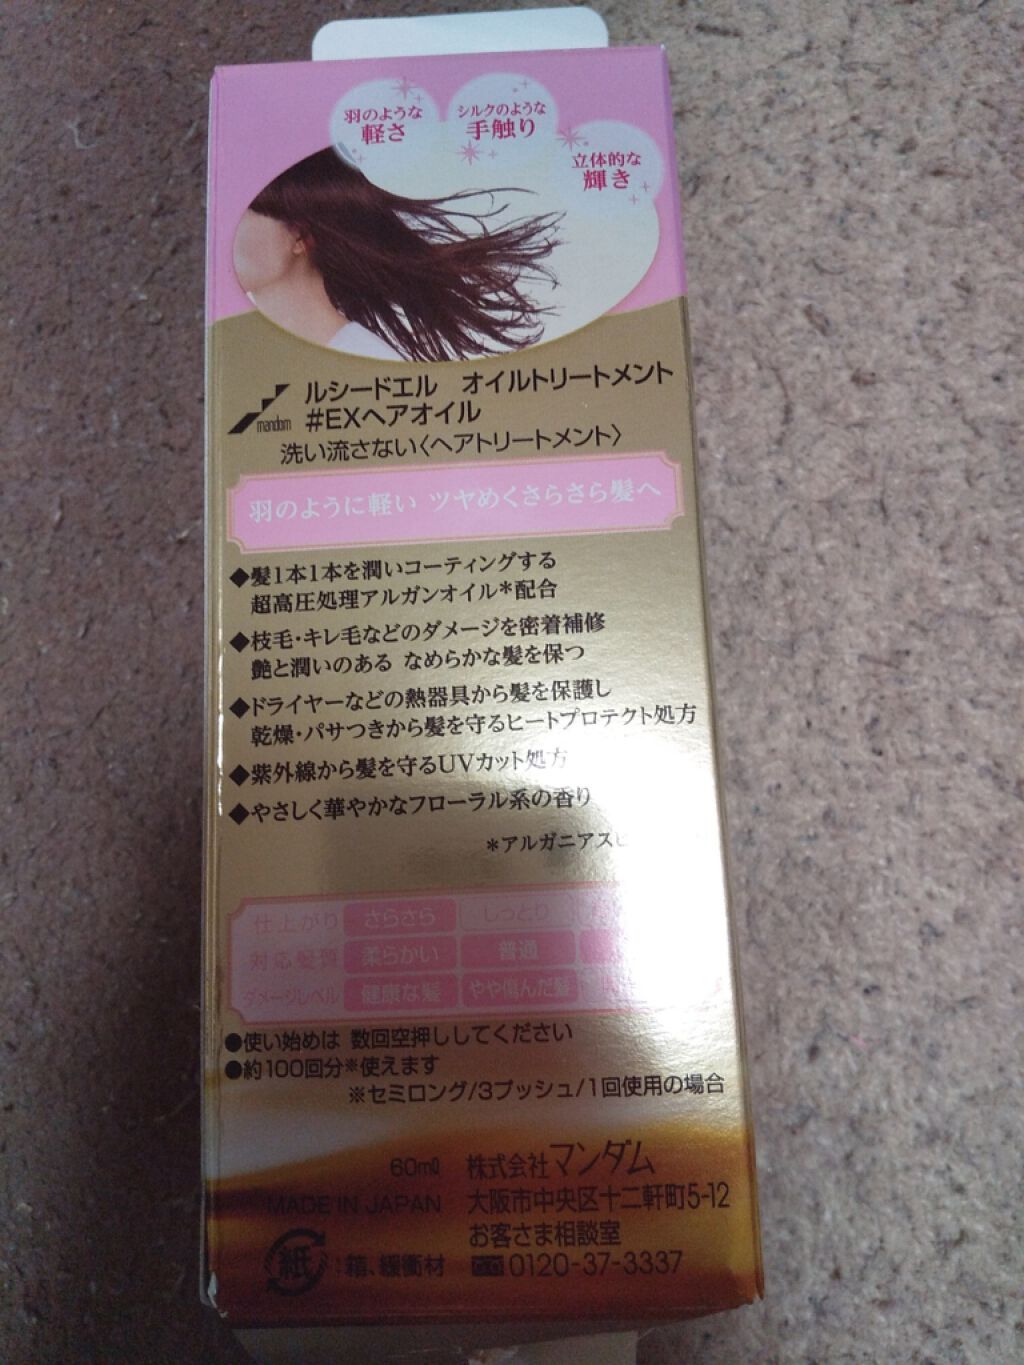 羽のような
軽さ
シルクのような
手触り
立体的な
輝き
mandom
ルシードエル オイルトリートメント
#EXヘアオイル
洗い流さない〈ヘアトリートメント〉
羽のように軽い ツヤめくさらさら髪へ
◆髪1本1本を潤いコーティングする
超高圧処理アルガンオイル*配合
◆枝毛・キレ毛などのダメージを密着補修
艶と潤いのある なめらかな髪を保つ
◆ドライヤーなどの熱器具から髪を保護し
乾燥・パサつきから髪を守るヒートプロテクト処方
◆紫外線から髪を守るUVカット処方
◆やさしく華やかなフローラル系の香り
*アルガニアスピ
仕上がり さらさら しっとり
対応髪質 柔らかい 普通
ダメージレベル 健康な髪 やや傷んだ髪
●使い始めは 数回空押ししてください
●約100回分※使えます
※セミロング/3プッシュ/1回使用の場合
60mℓ 株式会社マンダム
MADE IN JAPAN 大阪市中央区十二軒町5-12
お客さま相談室
紙 :箱、緩衝材 0120-37-3337